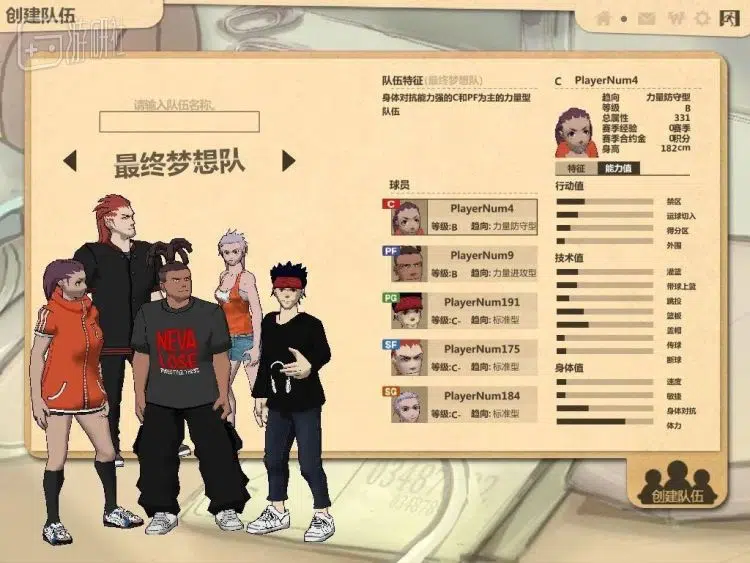 创建队伍
游研社
请输入队伍名称。
最终梦想队
NEVA
LOSE
队伍特征(最终梦想队)
身体对抗能力强的C和PF为主的力量型
队伍
球员
C PlayerNum4
等级:B 趋向:力量防守型
PF PlayerNum9
等级:B 趋向:力量进攻型
PG PlayerNum191
等级:C- 趋向:标准型
SF PlayerNum175
等级:C- 趋向:标准型
SG PlayerNum184
等级:C- 趋向:标准型
C PlayerNum4
趋向 力量防守型
等级 B
总属性 331
赛季经验 0赛季
赛季合约金 0积分
身高 182cm
特征 能力值
行动值
禁区
运球切入
得分区
外围
技术值
灌篮
带球上篮
跳投
篮板
盖帽
传球
断球
身体值
速度
敏捷
身体对抗
体力
创建队伍